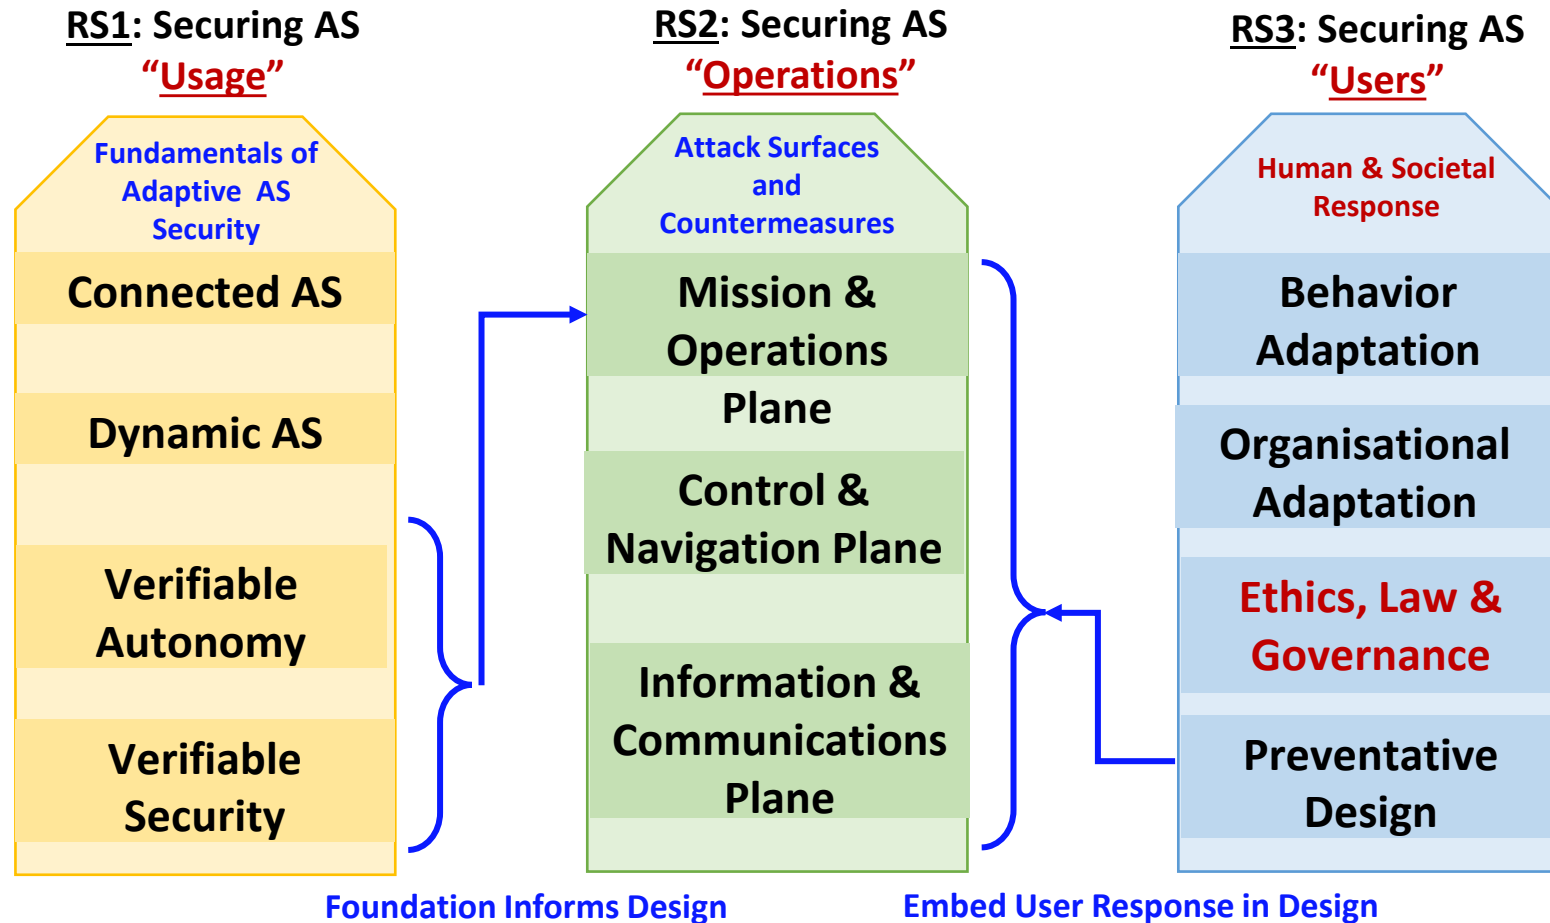 RS1: Securing AS
“Usage”
Fundamentals of
Adaptive AS
Security
Connected AS
Dynamic AS
Verifiable
Autonomy
Verifiable
Security
RS2: Securing AS
“Operations”
Attack Surfaces
and
Countermeasures
Mission &
Operations
Plane
Control &
Navigation Plane
Information &
Communications
Plane
RS3: Securing AS
“Users”
Human & Societal
Response
Behavior
Adaptation
Organisational
Adaptation
Ethics, Law &
Governance
Preventative
Design
Foundation Informs Design
Embed User Response in Design